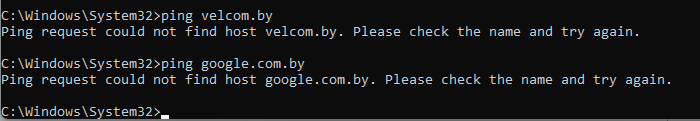 C:\Windows\System32>ping velcom.by
Ping request could not find host velcom.by. Please check the name and try again.
C:\Windows\System32>ping google.com.by
Ping request could not find host google.com.by. Please check the name and try again.
C:\Windows\System32>